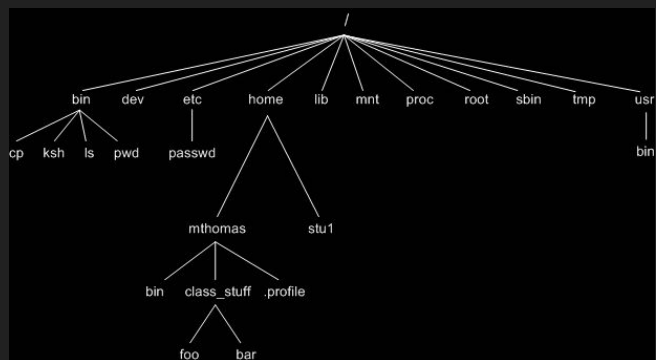 /
bin dev etc home lib mnt proc root sbin tmp usr
cp ksh ls pwd passwd bin
mthomas stu1
bin class_stuff .profile
foo bar